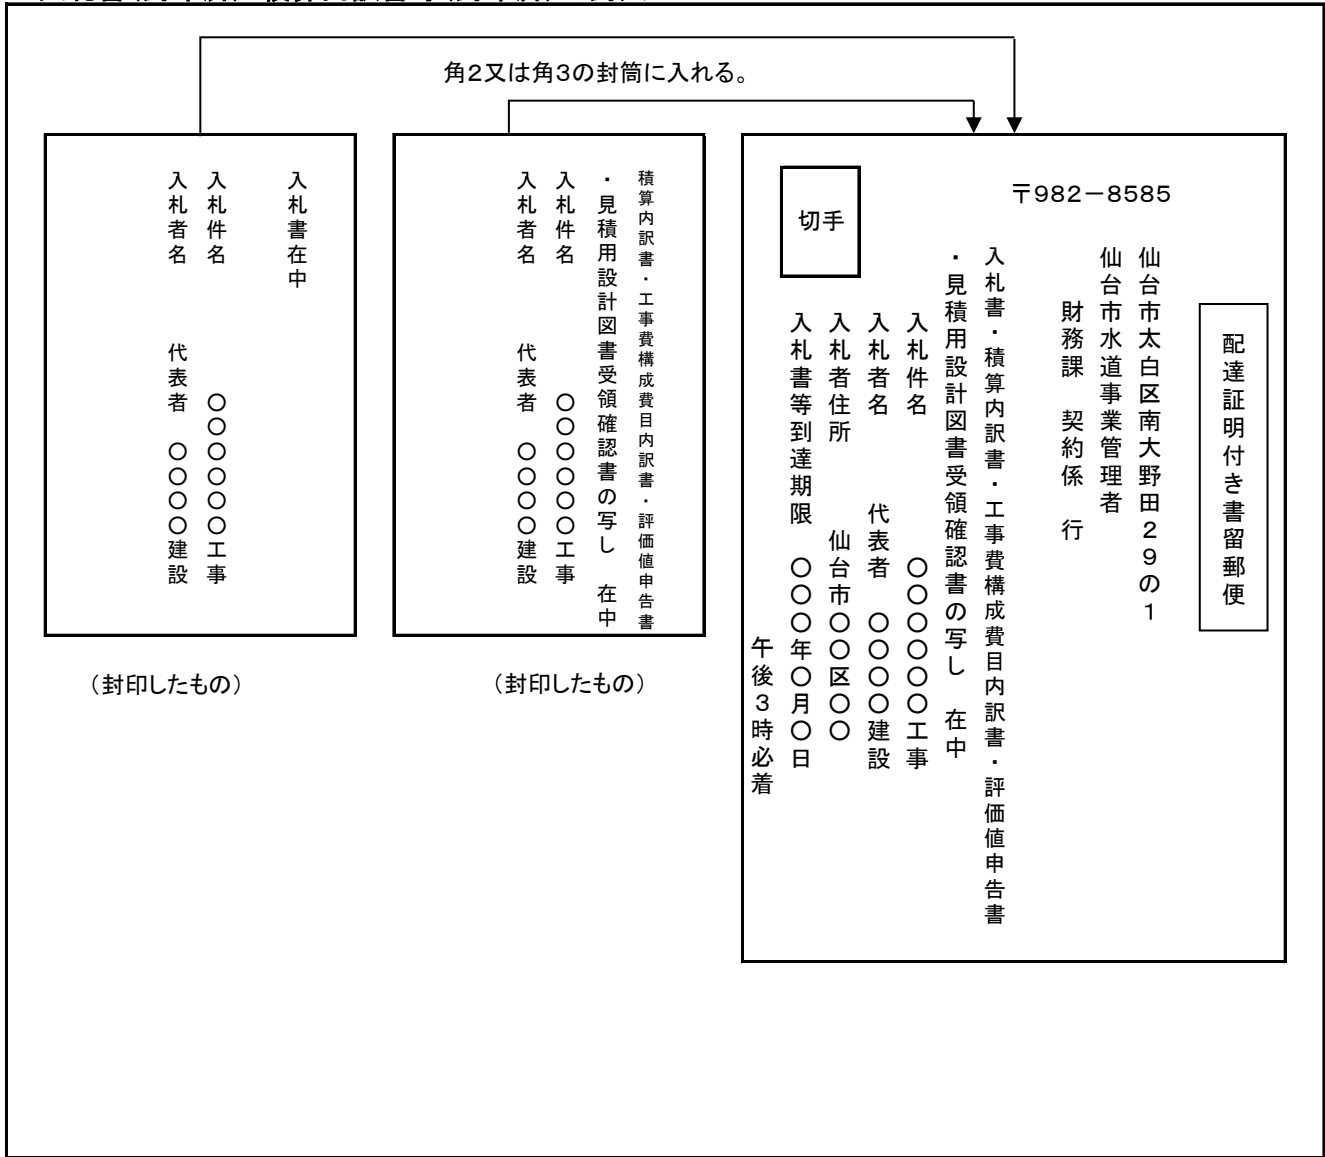 角2又は角3の封筒に入れる。
入札書在中
入札件名　〇〇〇〇〇〇工事
入札者名　代表者　〇〇〇〇建設
（封印したもの）
積算内訳書・工事費構成費目内訳書・評価値申告書
・見積用設計図書受領確認書の写し　在中
入札件名　〇〇〇〇〇〇工事
入札者名　代表者　〇〇〇〇建設
（封印したもの）
配達証明付き書留郵便
〒982－8585
仙台市太白区南大野田29の1
仙台市水道事業管理者
財務課　契約係　行
入札書・積算内訳書・工事費構成費目内訳書・評価値申告書
・見積用設計図書受領確認書の写し　在中
入札件名　〇〇〇〇〇〇工事
入札者名　代表者　〇〇〇〇建設
入札者住所　仙台市〇〇区〇〇
入札書等到達期限　〇〇〇年〇月〇日
午後3時必着
切手